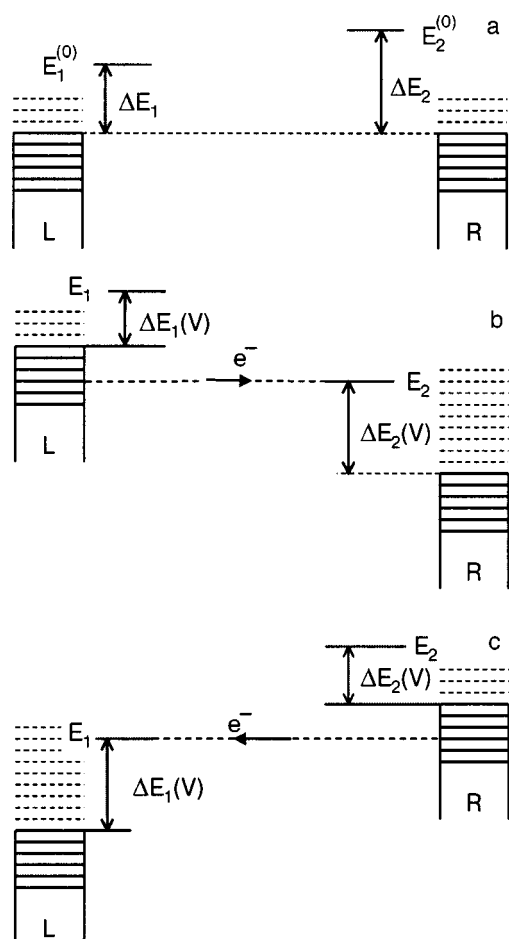 a
E₁⁽⁰⁾
E₂⁽⁰⁾
ΔE₁
ΔE₂
L
R
b
E₁
ΔE₁(V)
e⁻
E₂
ΔE₂(V)
L
R
c
E₂
ΔE₂(V)
E₁
e⁻
ΔE₁(V)
R
L